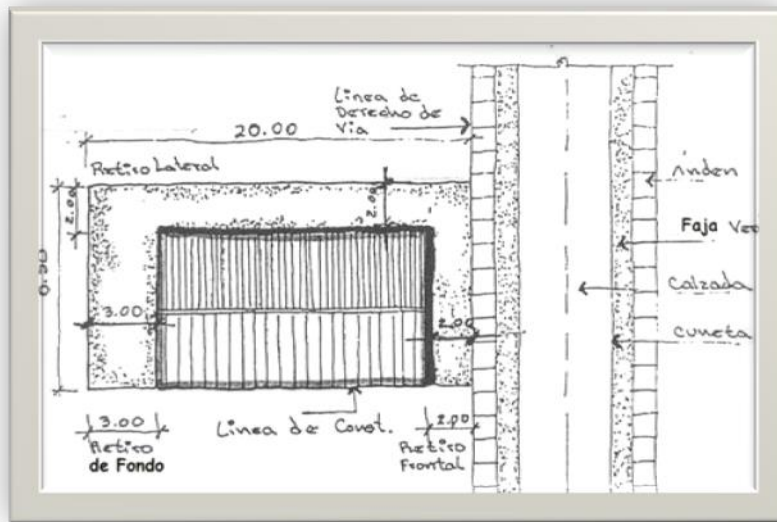 Linea de
Derecho de
Via
20.00
Retiro Lateral
2.00
2.00
Anden
Faja Ver
Calzada
cuneta
3.00
2.00
3.00
Retiro
de Fondo
Linea de Const.
2.00
Retiro
Frontal